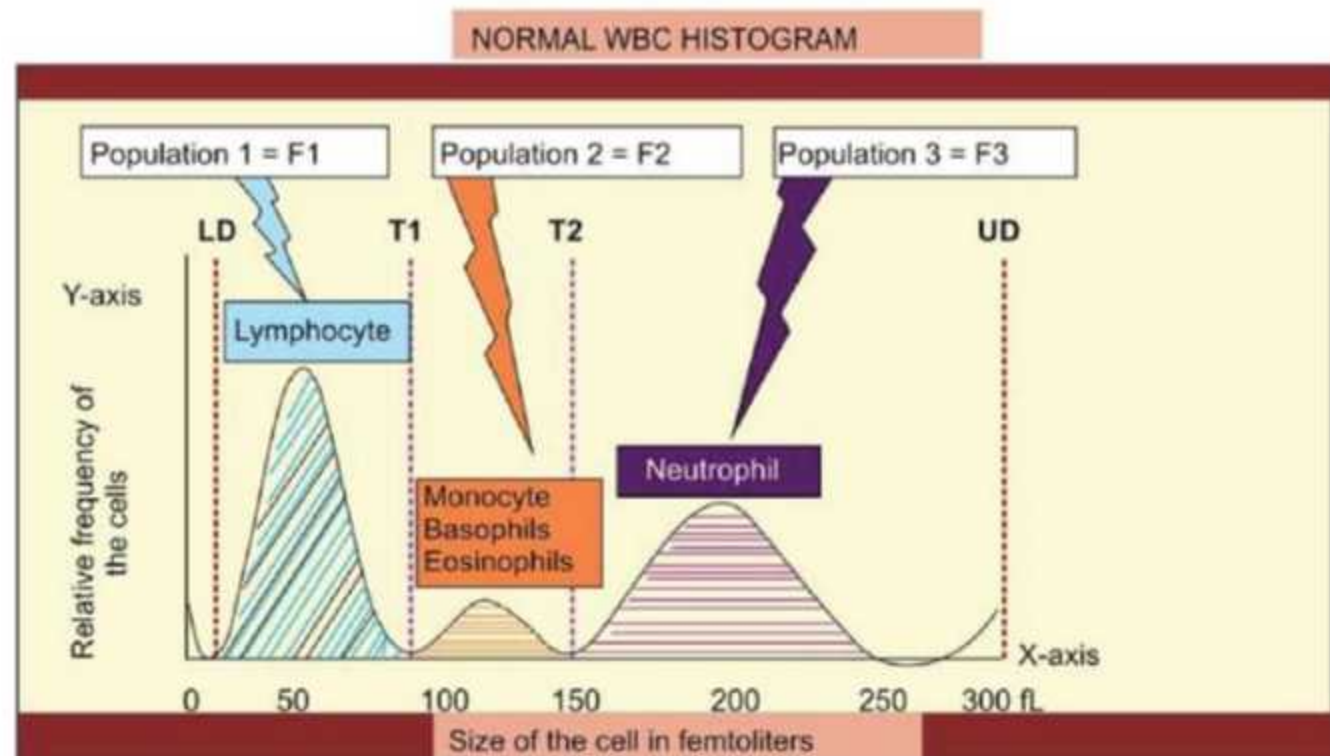 NORMAL WBC HISTOGRAM
Population 1 = F1
Population 2 = F2
Population 3 = F3
LD
T1
T2
UD
Y-axis
Lymphocyte
Relative frequency of
the cells
Monocyte
Basophils
Eosinophils
Neutrophil
X-axis
0 50 100 150 200 250 300 fL
Size of the cell in femtoliters